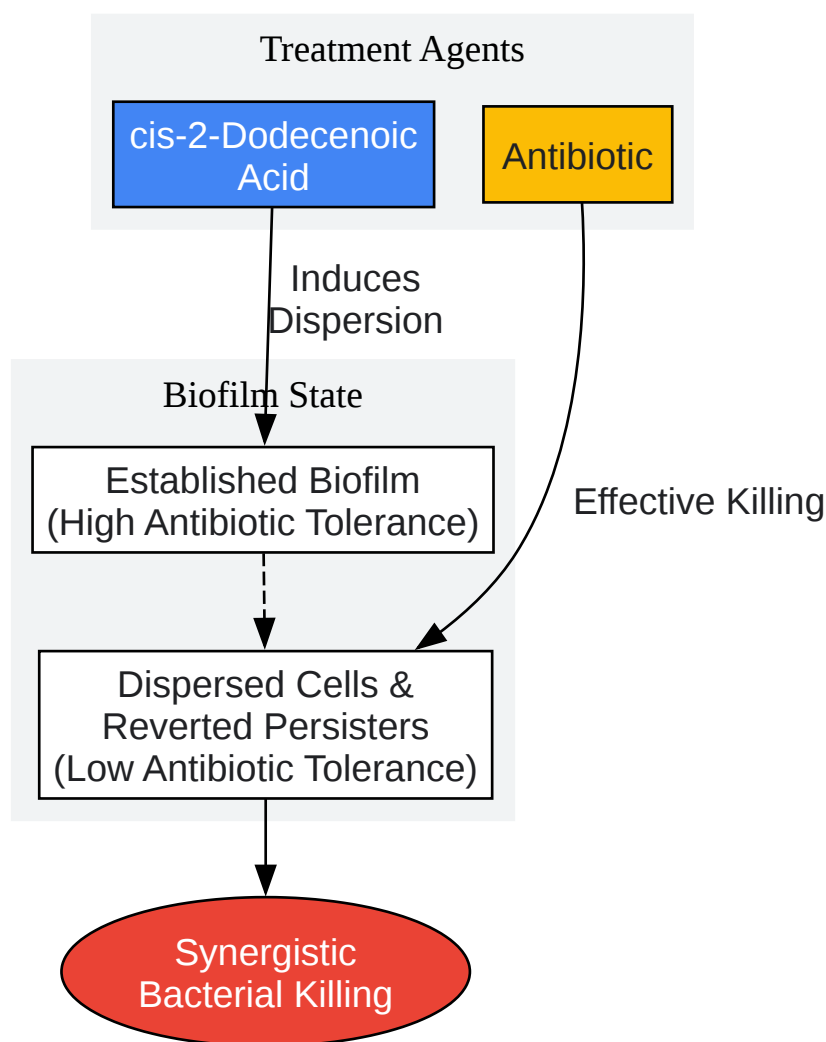 Treatment Agents
cis-2-Dodecenoic
Acid
Antibiotic
Induces
Dispersion
Biofilm State
Established Biofilm
(High Antibiotic Tolerance)
Effective Killing
Dispersed Cells &
Reverted Persisters
(Low Antibiotic Tolerance)
Synergistic
Bacterial Killing